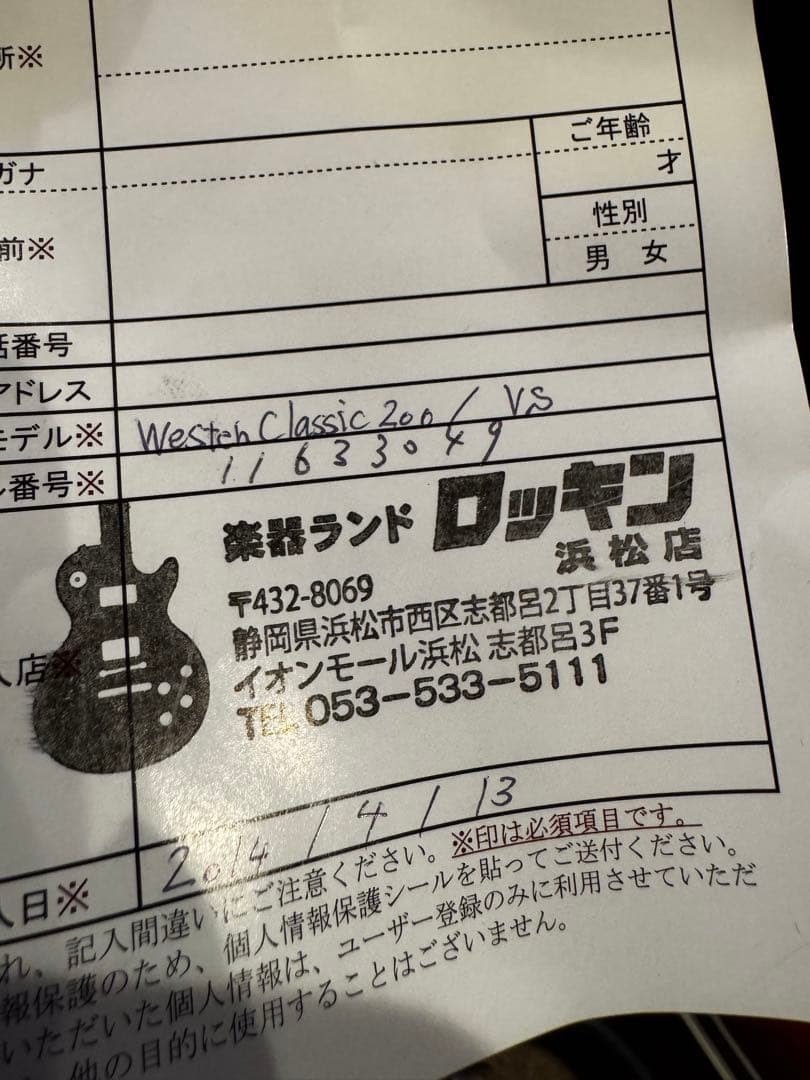 所※
ガナ
ご年齢
才
前※
性別
男 女
話番号
アドレス
モデル※ Westen Classic 200 / VS
ル番号※ 11633049
楽器ランド ロッキン
浜松店
〒432-8069
静岡県浜松市西区志都呂2丁目37番1号
イオンモール浜松 志都呂3F
TEL 053-533-5111
入店※
入日※ 2014 / 4 / 13
※印は必須項目です。
れ、記入間違いにご注意ください。
報保護のため、個人情報保護シールを貼ってご送付ください。
いただいた個人情報は、ユーザー登録のみに利用させていただ
、他の目的に使用することはございません。